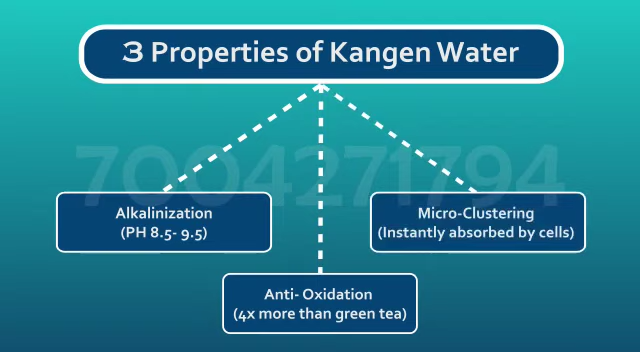 3 Properties of Kangen Water
7004271794
Alkalinization
(PH 8.5- 9.5)
Micro-Clustering
(Instantly absorbed by cells)
Anti- Oxidation
(4x more than green tea)